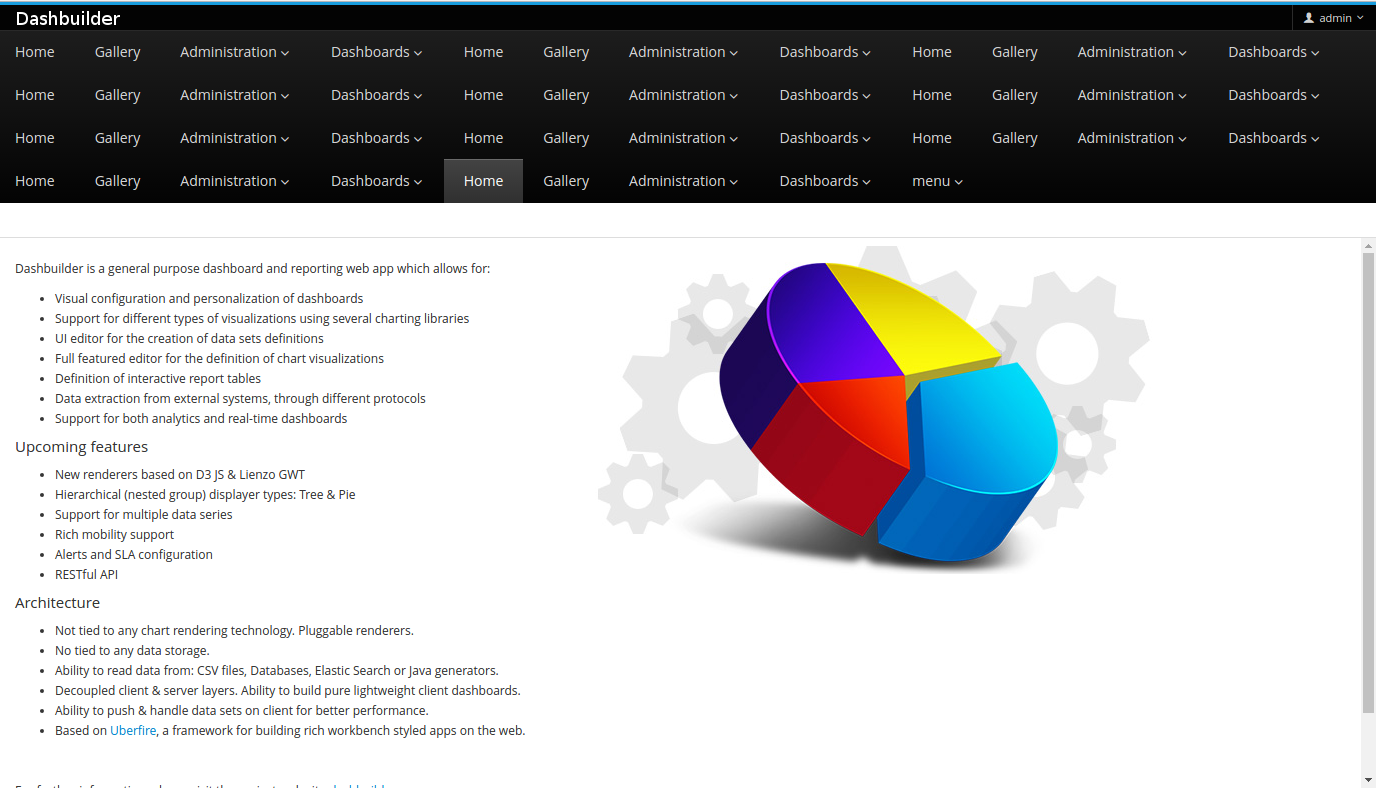 Dashbuilder admin
Home Gallery Administration Dashboards Home Gallery Administration Dashboards Home Gallery Administration Dashboards
Home Gallery Administration Dashboards Home Gallery Administration Dashboards Home Gallery Administration Dashboards
Home Gallery Administration Dashboards Home Gallery Administration Dashboards Home Gallery Administration Dashboards
Home Gallery Administration Dashboards Home Gallery Administration Dashboards menu
Dashbuilder is a general purpose dashboard and reporting web app which allows for:
• Visual configuration and personalization of dashboards
• Support for different types of visualizations using several charting libraries
• UI editor for the creation of data sets definitions
• Full featured editor for the definition of chart visualizations
• Definition of interactive report tables
• Data extraction from external systems, through different protocols
• Support for both analytics and real-time dashboards
Upcoming features
• New renderers based on D3 JS & Lienzo GWT
• Hierarchical (nested group) displayer types: Tree & Pie
• Support for multiple data series
• Rich mobility support
• Alerts and SLA configuration
• RESTful API
Architecture
• Not tied to any chart rendering technology. Pluggable renderers.
• No tied to any data storage.
• Ability to read data from: CSV files, Databases, Elastic Search or Java generators.
• Decoupled client & server layers. Ability to build pure lightweight client dashboards.
• Ability to push & handle data sets on client for better performance.
• Based on Uberfire, a framework for building rich workbench styled apps on the web.